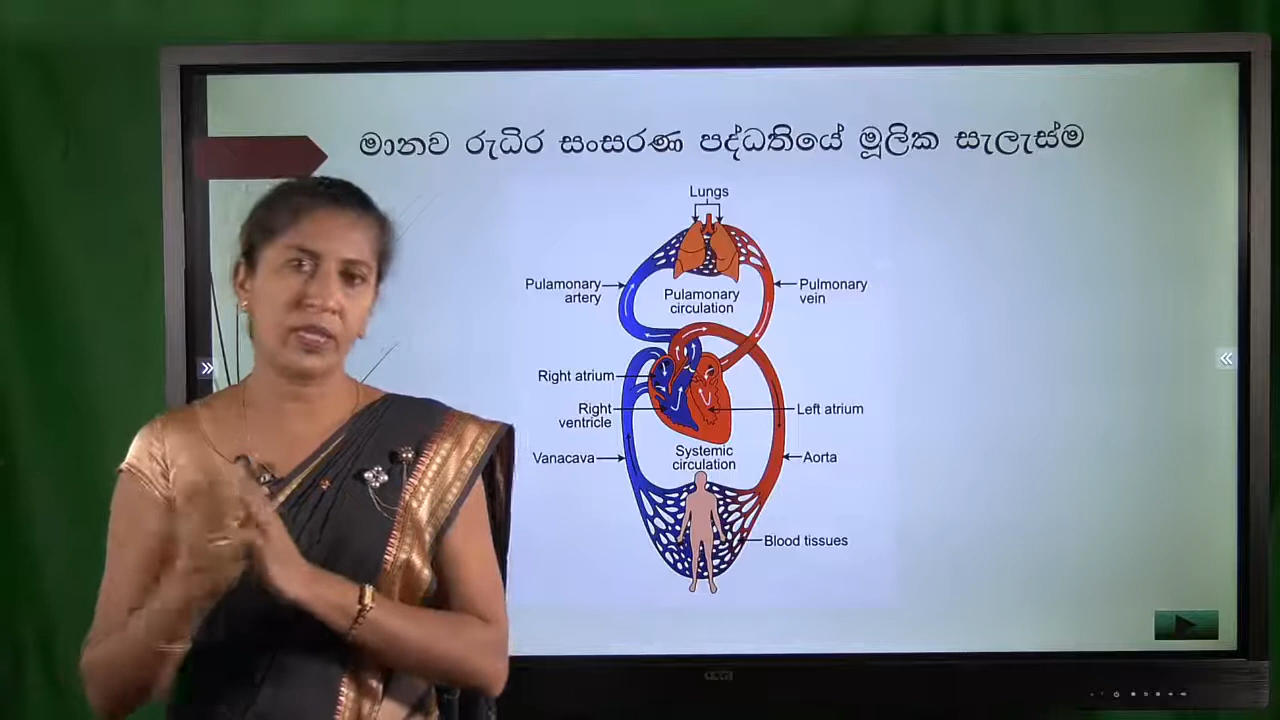 මානව රුධිර සංසරණ පද්ධතියේ මූලික සැලැස්ම
Lungs
Pulamonary
artery
Pulamonary
circulation
Pulmonary
vein
Right atrium
Right
ventricle
Left atrium
Vanacava
Systemic
circulation
Aorta
Blood tissues